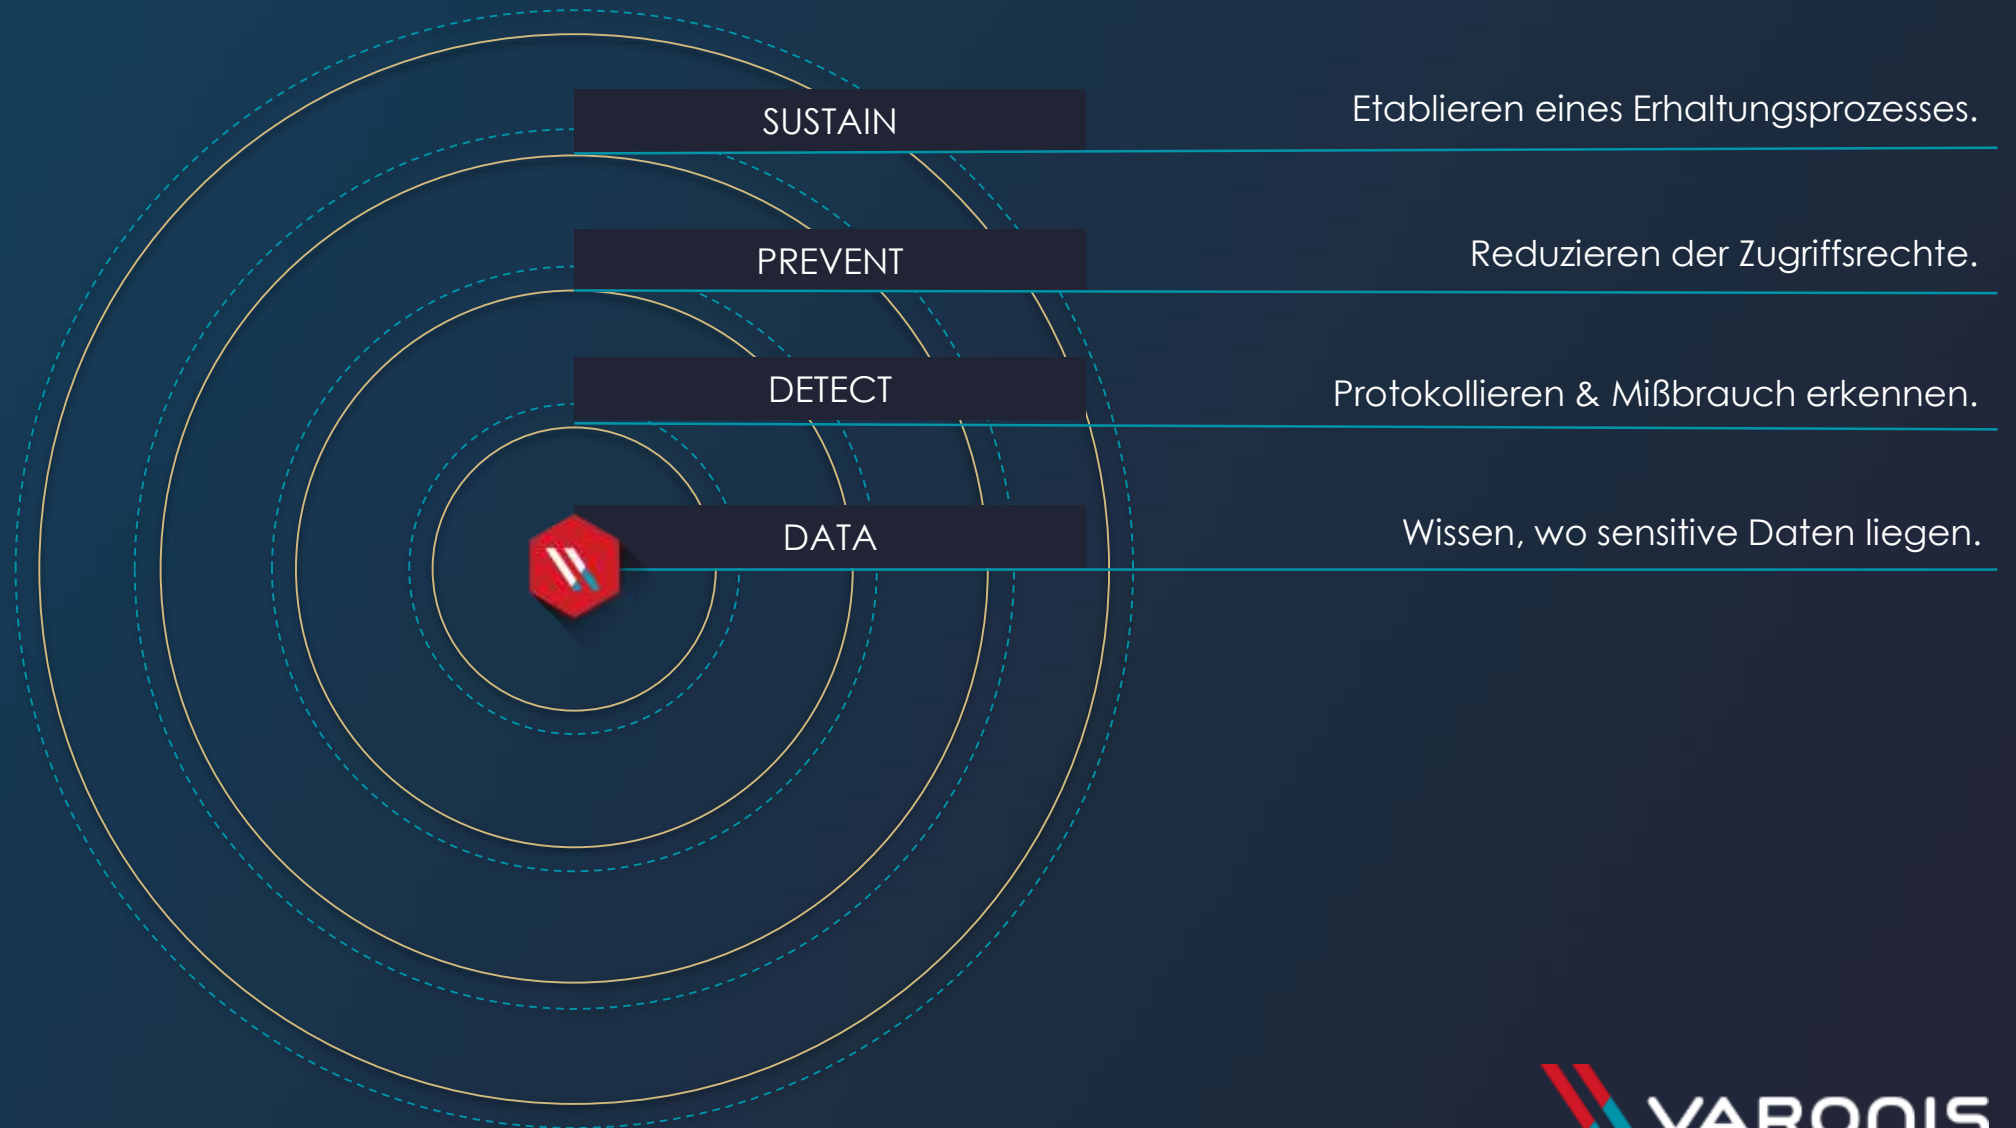 SUSTAIN
Etablieren eines Erhaltungsprozesses.
PREVENT
Reduzieren der Zugriffsrechte.
DETECT
Protokollieren & Mißbrauch erkennen.
DATA
Wissen, wo sensitive Daten liegen.
VARONIS